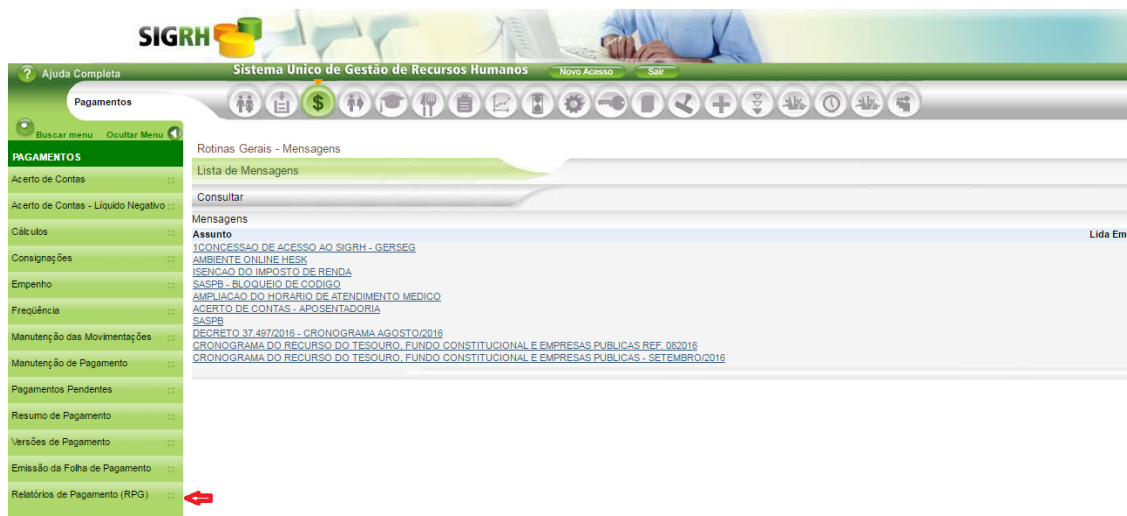 SIGRH
? Ajuda Completa
Sistema Unico de Gestão de Recursos Humanos
Novo Acesso
Sair
Pagamentos
$
Buscar menu
Ocultar Menu
PAGAMENTOS
Acerto de Contas
Acerto de Contas - Líquido Negativo
Cálculos
Consignações
Empenho
Freqüência
Manutenção das Movimentações
Manutenção de Pagamento
Pagamentos Pendentes
Resumo de Pagamento
Versões de Pagamento
Emissão da Folha de Pagamento
Relatórios de Pagamento (RPG)
Rotinas Gerais - Mensagens
Lista de Mensagens
Consultar
Mensagens
Assunto
Lida Em
1CONCESSAO DE ACESSO AO SIGRH - GERSEG
AMBIENTE ONLINE HESK
ISENCAO DO IMPOSTO DE RENDA
SASPB - BLOQUEIO DE CODIGO
AMPLIACAO DO HORARIO DE ATENDIMENTO MEDICO
ACERTO DE CONTAS - APOSENTADORIA
SASPB
DECRETO 37.497/2016 - CRONOGRAMA AGOSTO/2016
CRONOGRAMA DO RECURSO DO TESOURO, FUNDO CONSTITUCIONAL E EMPRESAS PUBLICAS REF. 082016
CRONOGRAMA DO RECURSO DO TESOURO, FUNDO CONSTITUCIONAL E EMPRESAS PUBLICAS - SETEMBRO/2016